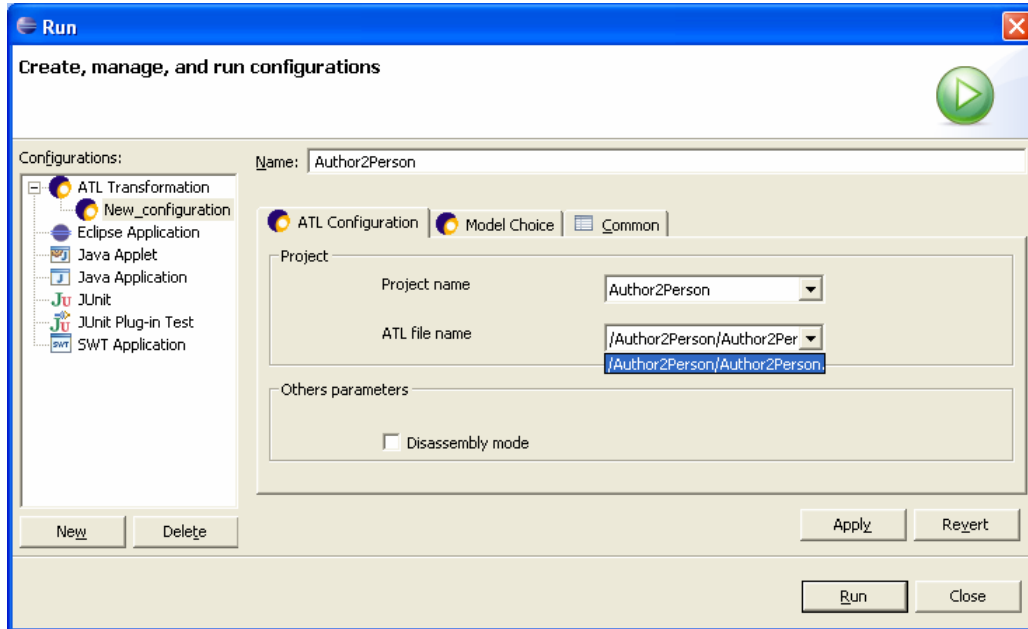 Run
Create, manage, and run configurations
Configurations:
ATL Transformation
New_configuration
Eclipse Application
Java Applet
Java Application
JUnit
JUnit Plug-in Test
SWT Application
New
Delete
Name: Author2Person
ATL Configuration
Model Choice
Common
Project
Project name
Author2Person
ATL file name
/Author2Person/Author2Per
/Author2Person/Author2Person.
Others parameters
Disassembly mode
Apply
Revert
Run
Close